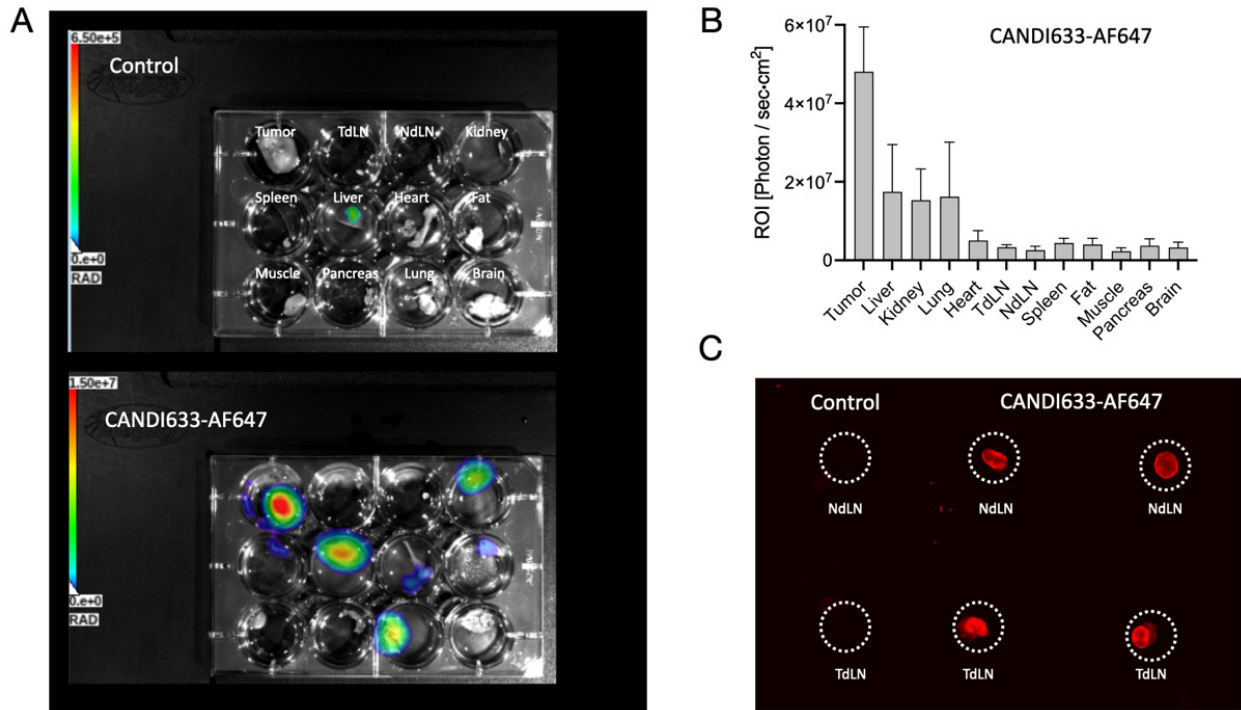 A
6.50e+5
Control
Tumor TdLN NdLN Kidney
Spleen Liver Heart Fat
Muscle Pancreas Lung Brain
0.e+0
RAD
1.50e+7
CANDI633-AF647
0.e+0
RAD
B
CANDI633-AF647
ROI [Photon / sec·cm²]
6×10⁷
4×10⁷
2×10⁷
0
Tumor
Liver
Kidney
Lung
Heart
TdLN
NdLN
Spleen
Fat
Muscle
Pancreas
Brain
C
Control CANDI633-AF647
NdLN NdLN NdLN
TdLN TdLN TdLN